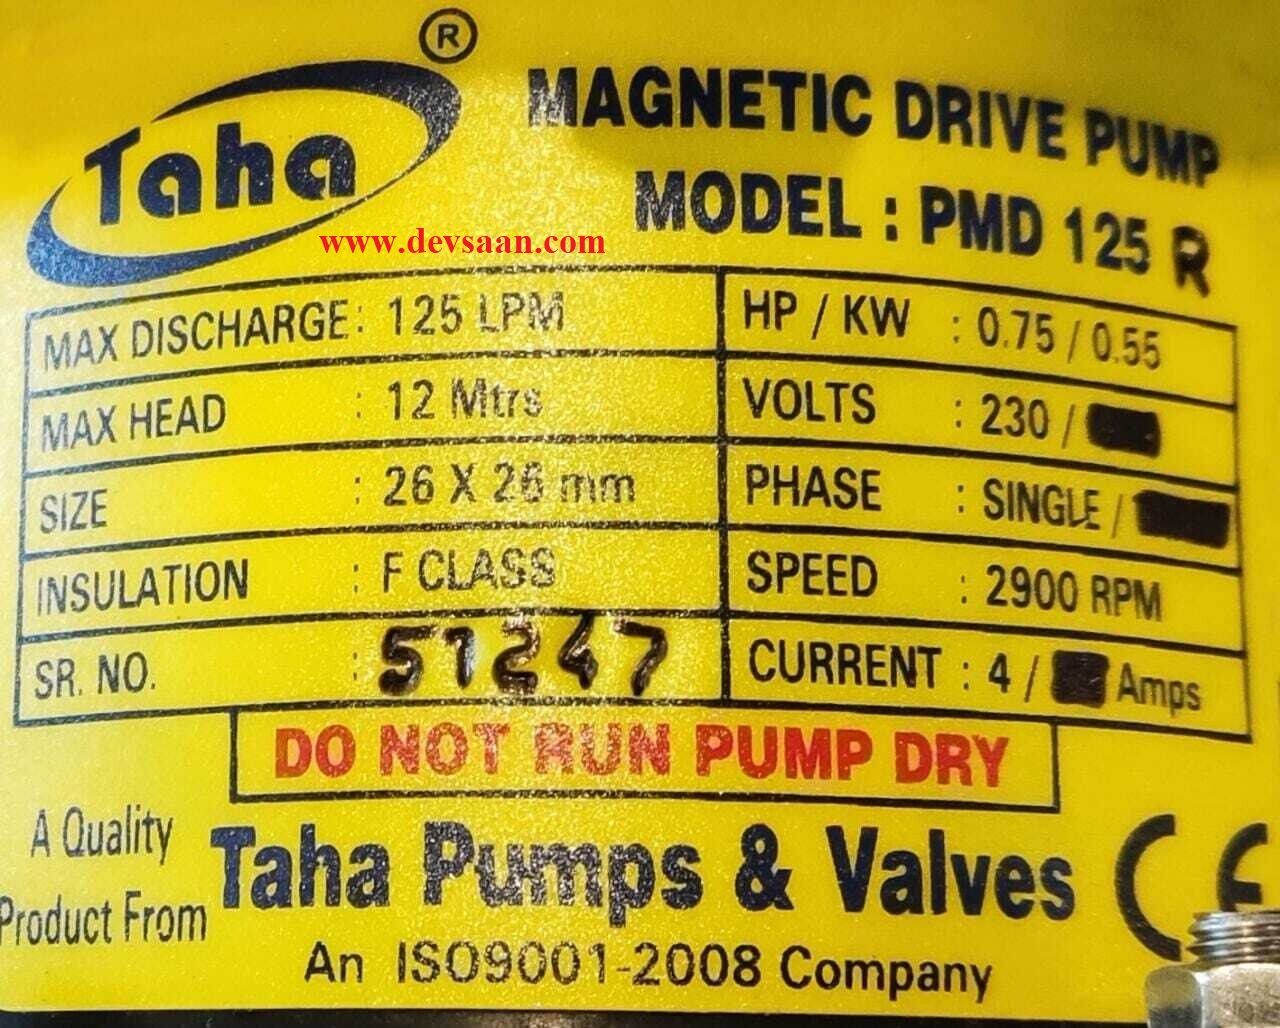 Taha ®
MAGNETIC DRIVE PUMP
MODEL : PMD 125 R
www.devsaan.com
MAX DISCHARGE : 125 LPM
MAX HEAD : 12 Mtrs
SIZE : 26 X 26 mm
INSULATION : F CLASS
SR. NO. : 51247
HP / KW : 0.75 / 0.55
VOLTS : 230 /
PHASE : SINGLE /
SPEED : 2900 RPM
CURRENT : 4 / Amps
DO NOT RUN PUMP DRY
A Quality
Product From
Taha Pumps & Valves
CE
An ISO9001-2008 Company